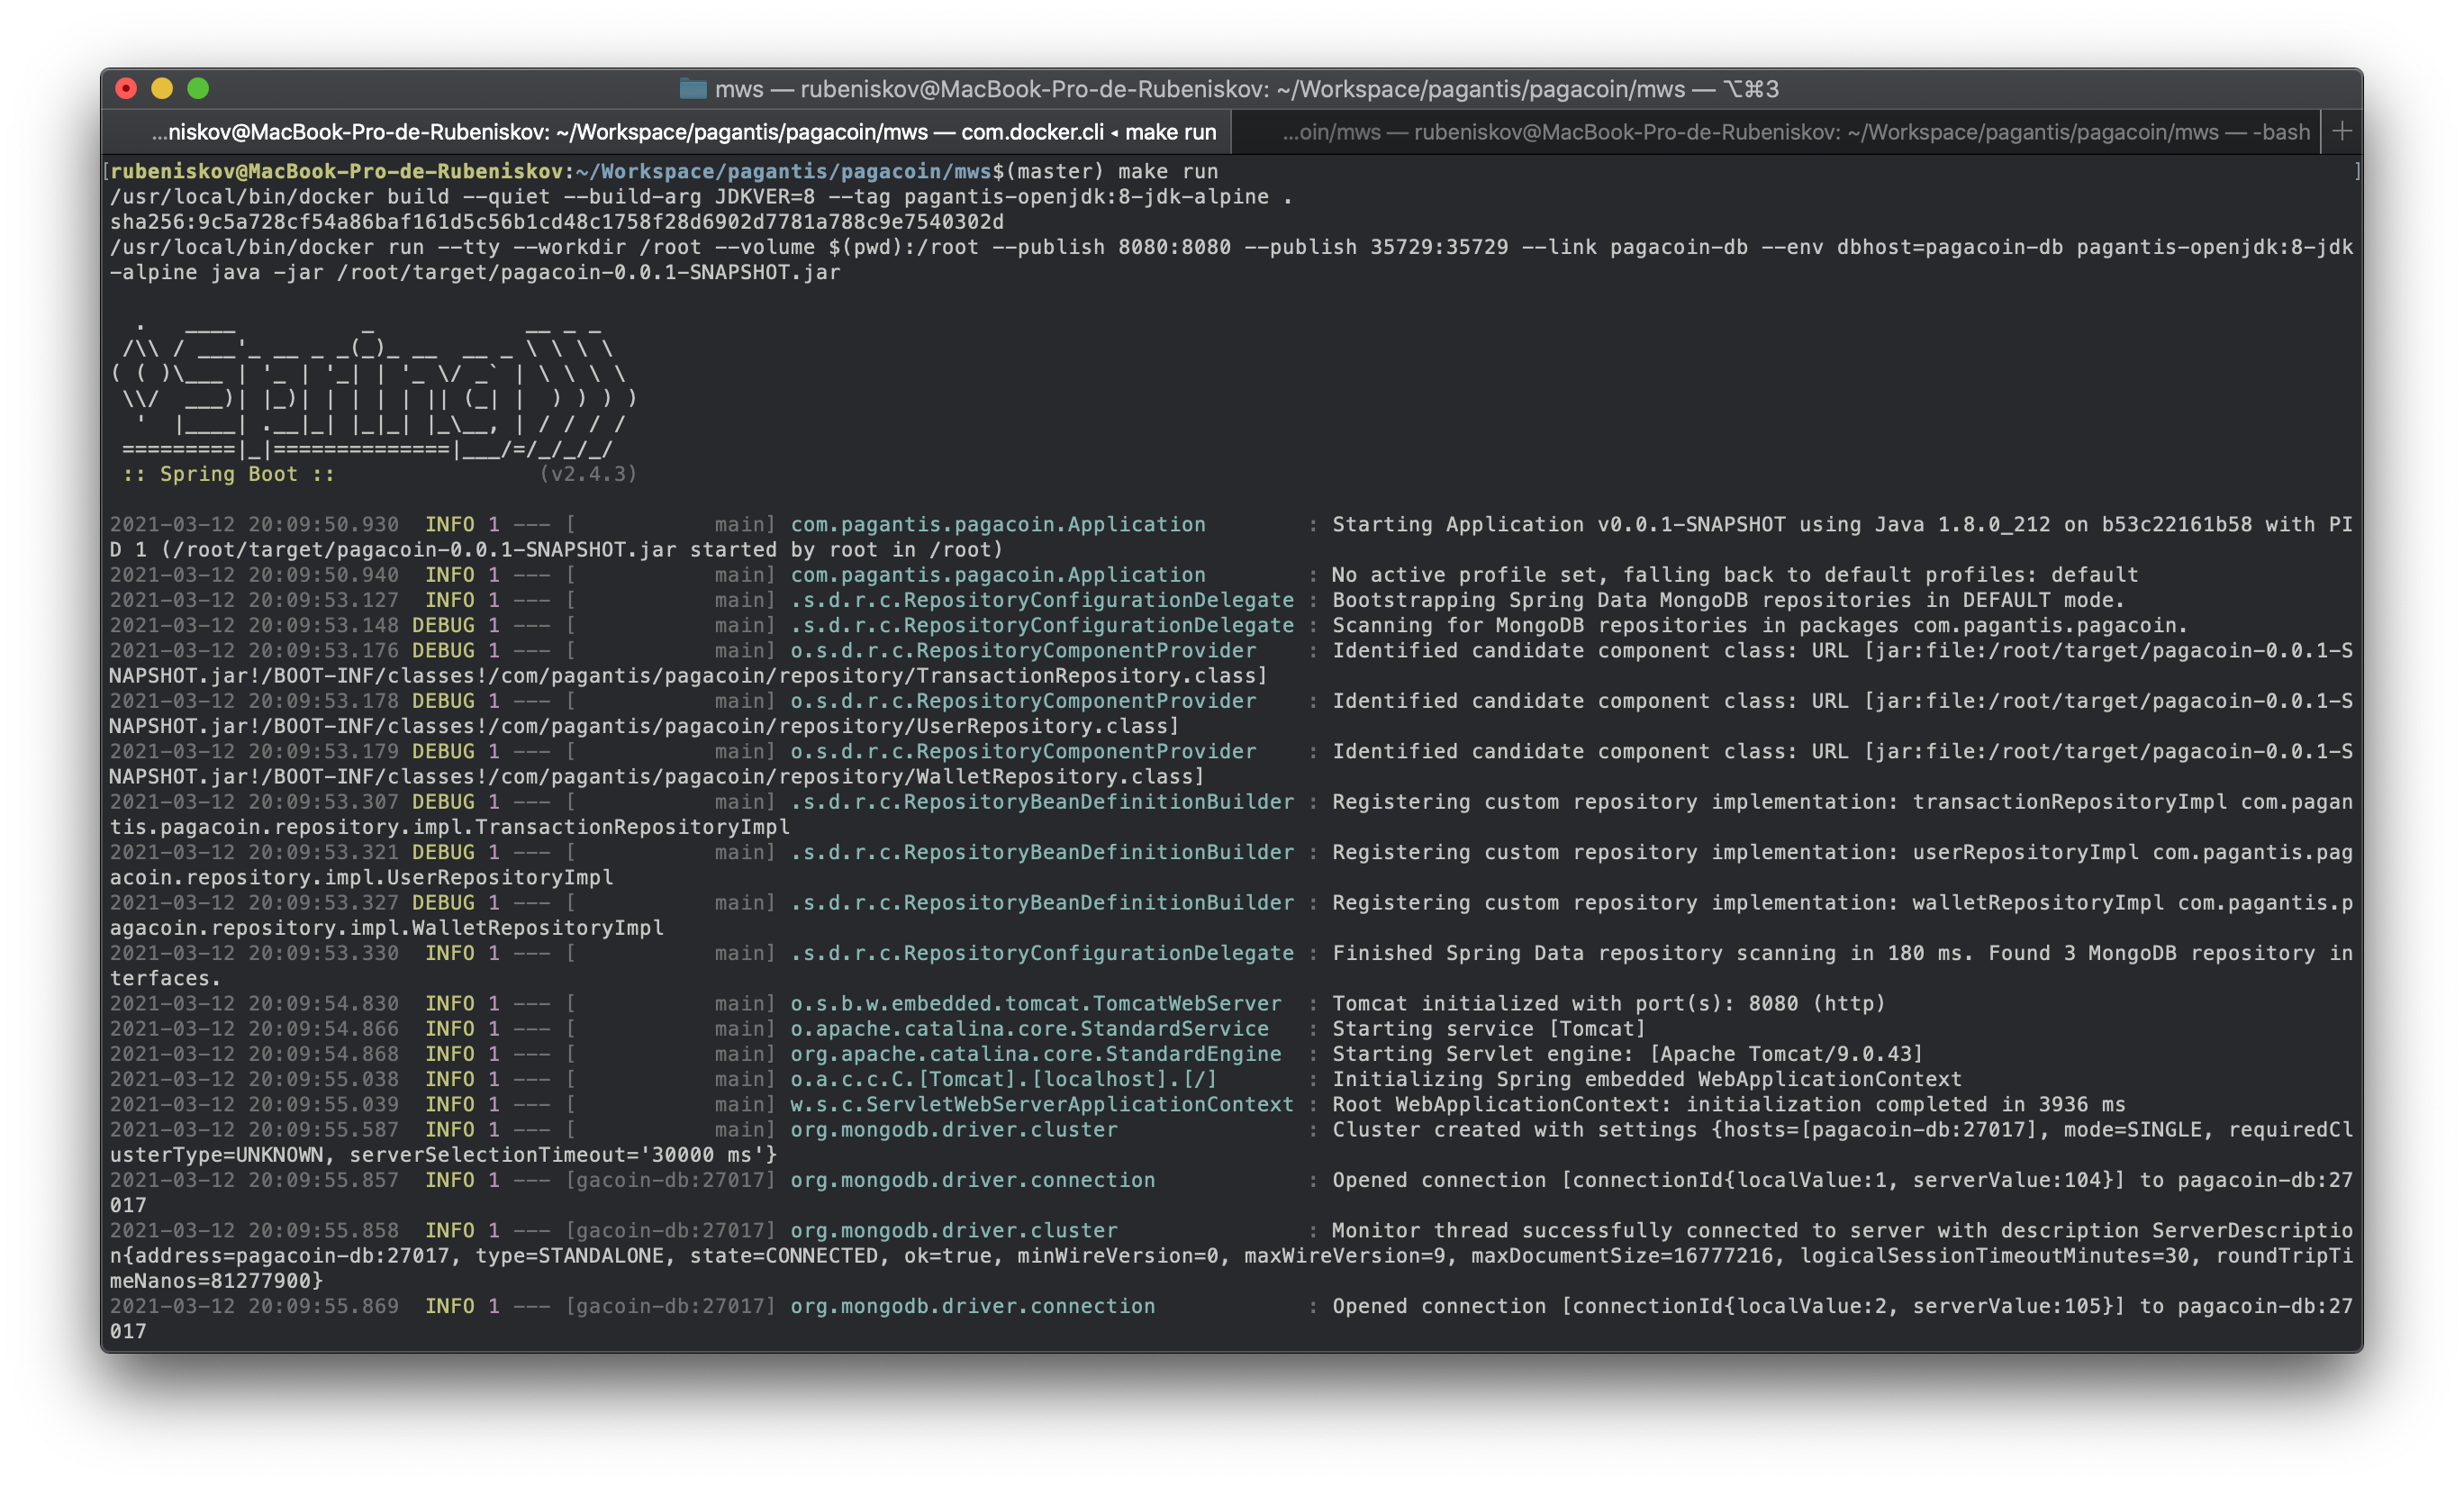 mws — rubeniskov@MacBook-Pro-de-Rubeniskov: ~/Workspace/pagantis/pagacoin/mws — ⌥⌘3
...niskov@MacBook-Pro-de-Rubeniskov: ~/Workspace/pagantis/pagacoin/mws — com.docker.cli ◂ make run
...oin/mws — rubeniskov@MacBook-Pro-de-Rubeniskov: ~/Workspace/pagantis/pagacoin/mws — -bash
+
[rubeniskov@MacBook-Pro-de-Rubeniskov:~/Workspace/pagantis/pagacoin/mws$(master) make run ]
/usr/local/bin/docker build --quiet --build-arg JDKVER=8 --tag pagantis-openjdk:8-jdk-alpine .
sha256:9c5a728cf54a86baf161d5c56b1cd48c1758f28d6902d7781a788c9e7540302d
/usr/local/bin/docker run --tty --workdir /root --volume $(pwd):/root --publish 8080:8080 --publish 35729:35729 --link pagacoin-db --env dbhost=pagacoin-db pagantis-openjdk:8-jdk
-alpine java -jar /root/target/pagacoin-0.0.1-SNAPSHOT.jar

  .   ____          _            __ _ _
 /\\ / ___'_ __ _ _(_)_ __  __ _ \ \ \ \
( ( )\___ | '_ | '_| | '_ \/ _` | \ \ \ \
 \\/  ___)| |_)| | | | | || (_| |  ) ) ) )
  '  |____| .__|_| |_|_| |_\__, | / / / /
 =========|_|==============|___/=/_/_/_/
 :: Spring Boot ::                (v2.4.3)

2021-03-12 20:09:50.930  INFO 1 --- [           main] com.pagantis.pagacoin.Application        : Starting Application v0.0.1-SNAPSHOT using Java 1.8.0_212 on b53c22161b58 with PI
D 1 (/root/target/pagacoin-0.0.1-SNAPSHOT.jar started by root in /root)
2021-03-12 20:09:50.940  INFO 1 --- [           main] com.pagantis.pagacoin.Application        : No active profile set, falling back to default profiles: default
2021-03-12 20:09:53.127  INFO 1 --- [           main] .s.d.r.c.RepositoryConfigurationDelegate : Bootstrapping Spring Data MongoDB repositories in DEFAULT mode.
2021-03-12 20:09:53.148 DEBUG 1 --- [           main] .s.d.r.c.RepositoryConfigurationDelegate : Scanning for MongoDB repositories in packages com.pagantis.pagacoin.
2021-03-12 20:09:53.176 DEBUG 1 --- [           main] o.s.d.r.c.RepositoryComponentProvider    : Identified candidate component class: URL [jar:file:/root/target/pagacoin-0.0.1-S
NAPSHOT.jar!/BOOT-INF/classes!/com/pagantis/pagacoin/repository/TransactionRepository.class]
2021-03-12 20:09:53.178 DEBUG 1 --- [           main] o.s.d.r.c.RepositoryComponentProvider    : Identified candidate component class: URL [jar:file:/root/target/pagacoin-0.0.1-S
NAPSHOT.jar!/BOOT-INF/classes!/com/pagantis/pagacoin/repository/UserRepository.class]
2021-03-12 20:09:53.179 DEBUG 1 --- [           main] o.s.d.r.c.RepositoryComponentProvider    : Identified candidate component class: URL [jar:file:/root/target/pagacoin-0.0.1-S
NAPSHOT.jar!/BOOT-INF/classes!/com/pagantis/pagacoin/repository/WalletRepository.class]
2021-03-12 20:09:53.307 DEBUG 1 --- [           main] .s.d.r.c.RepositoryBeanDefinitionBuilder : Registering custom repository implementation: transactionRepositoryImpl com.pagan
tis.pagacoin.repository.impl.TransactionRepositoryImpl
2021-03-12 20:09:53.321 DEBUG 1 --- [           main] .s.d.r.c.RepositoryBeanDefinitionBuilder : Registering custom repository implementation: userRepositoryImpl com.pagantis.pag
acoin.repository.impl.UserRepositoryImpl
2021-03-12 20:09:53.327 DEBUG 1 --- [           main] .s.d.r.c.RepositoryBeanDefinitionBuilder : Registering custom repository implementation: walletRepositoryImpl com.pagantis.p
agacoin.repository.impl.WalletRepositoryImpl
2021-03-12 20:09:53.330  INFO 1 --- [           main] .s.d.r.c.RepositoryConfigurationDelegate : Finished Spring Data repository scanning in 180 ms. Found 3 MongoDB repository in
terfaces.
2021-03-12 20:09:54.830  INFO 1 --- [           main] o.s.b.w.embedded.tomcat.TomcatWebServer  : Tomcat initialized with port(s): 8080 (http)
2021-03-12 20:09:54.866  INFO 1 --- [           main] o.apache.catalina.core.StandardService   : Starting service [Tomcat]
2021-03-12 20:09:54.868  INFO 1 --- [           main] org.apache.catalina.core.StandardEngine  : Starting Servlet engine: [Apache Tomcat/9.0.43]
2021-03-12 20:09:55.038  INFO 1 --- [           main] o.a.c.c.C.[Tomcat].[localhost].[/]       : Initializing Spring embedded WebApplicationContext
2021-03-12 20:09:55.039  INFO 1 --- [           main] w.s.c.ServletWebServerApplicationContext : Root WebApplicationContext: initialization completed in 3936 ms
2021-03-12 20:09:55.587  INFO 1 --- [           main] org.mongodb.driver.cluster               : Cluster created with settings {hosts=[pagacoin-db:27017], mode=SINGLE, requiredCl
usterType=UNKNOWN, serverSelectionTimeout='30000 ms'}
2021-03-12 20:09:55.857  INFO 1 --- [gacoin-db:27017] org.mongodb.driver.connection            : Opened connection [connectionId{localValue:1, serverValue:104}] to pagacoin-db:27
017
2021-03-12 20:09:55.858  INFO 1 --- [gacoin-db:27017] org.mongodb.driver.cluster               : Monitor thread successfully connected to server with description ServerDescriptio
n{address=pagacoin-db:27017, type=STANDALONE, state=CONNECTED, ok=true, minWireVersion=0, maxWireVersion=9, maxDocumentSize=16777216, logicalSessionTimeoutMinutes=30, roundTripTi
meNanos=81277900}
2021-03-12 20:09:55.869  INFO 1 --- [gacoin-db:27017] org.mongodb.driver.connection            : Opened connection [connectionId{localValue:2, serverValue:105}] to pagacoin-db:27
017